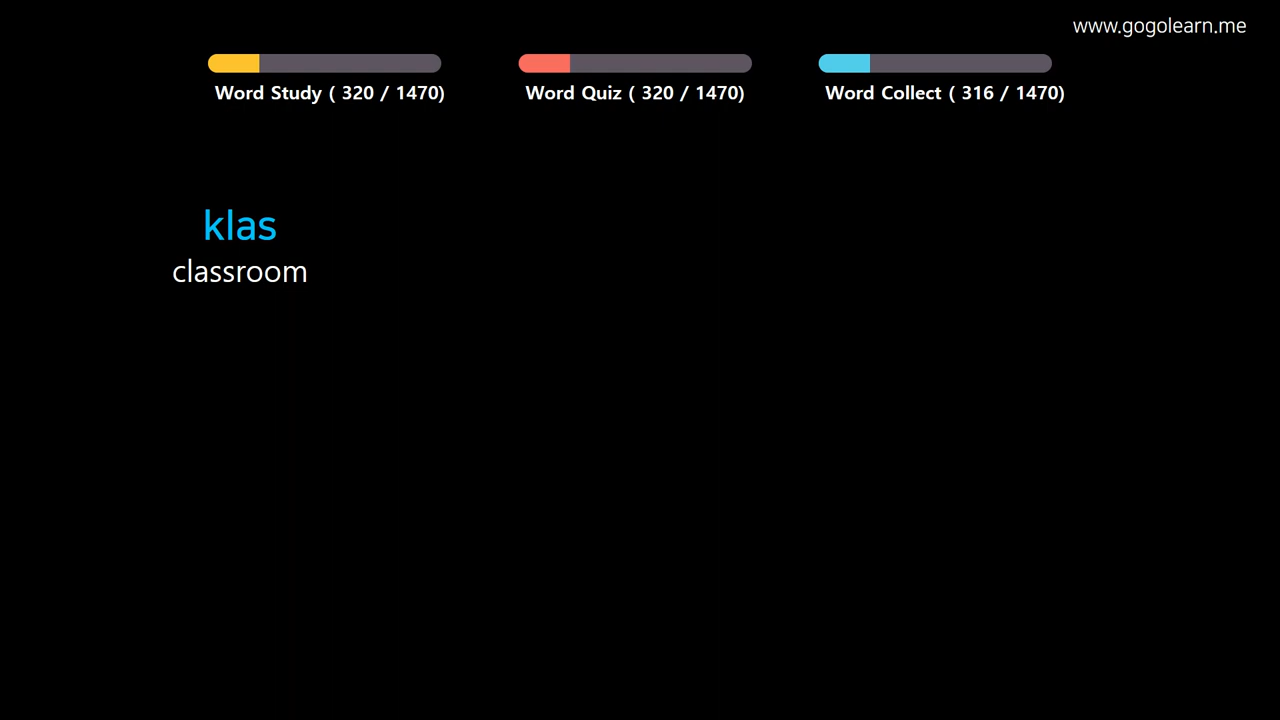 www.gogolearn.me
Word Study ( 320 / 1470)
Word Quiz ( 320 / 1470)
Word Collect ( 316 / 1470)
klas
classroom